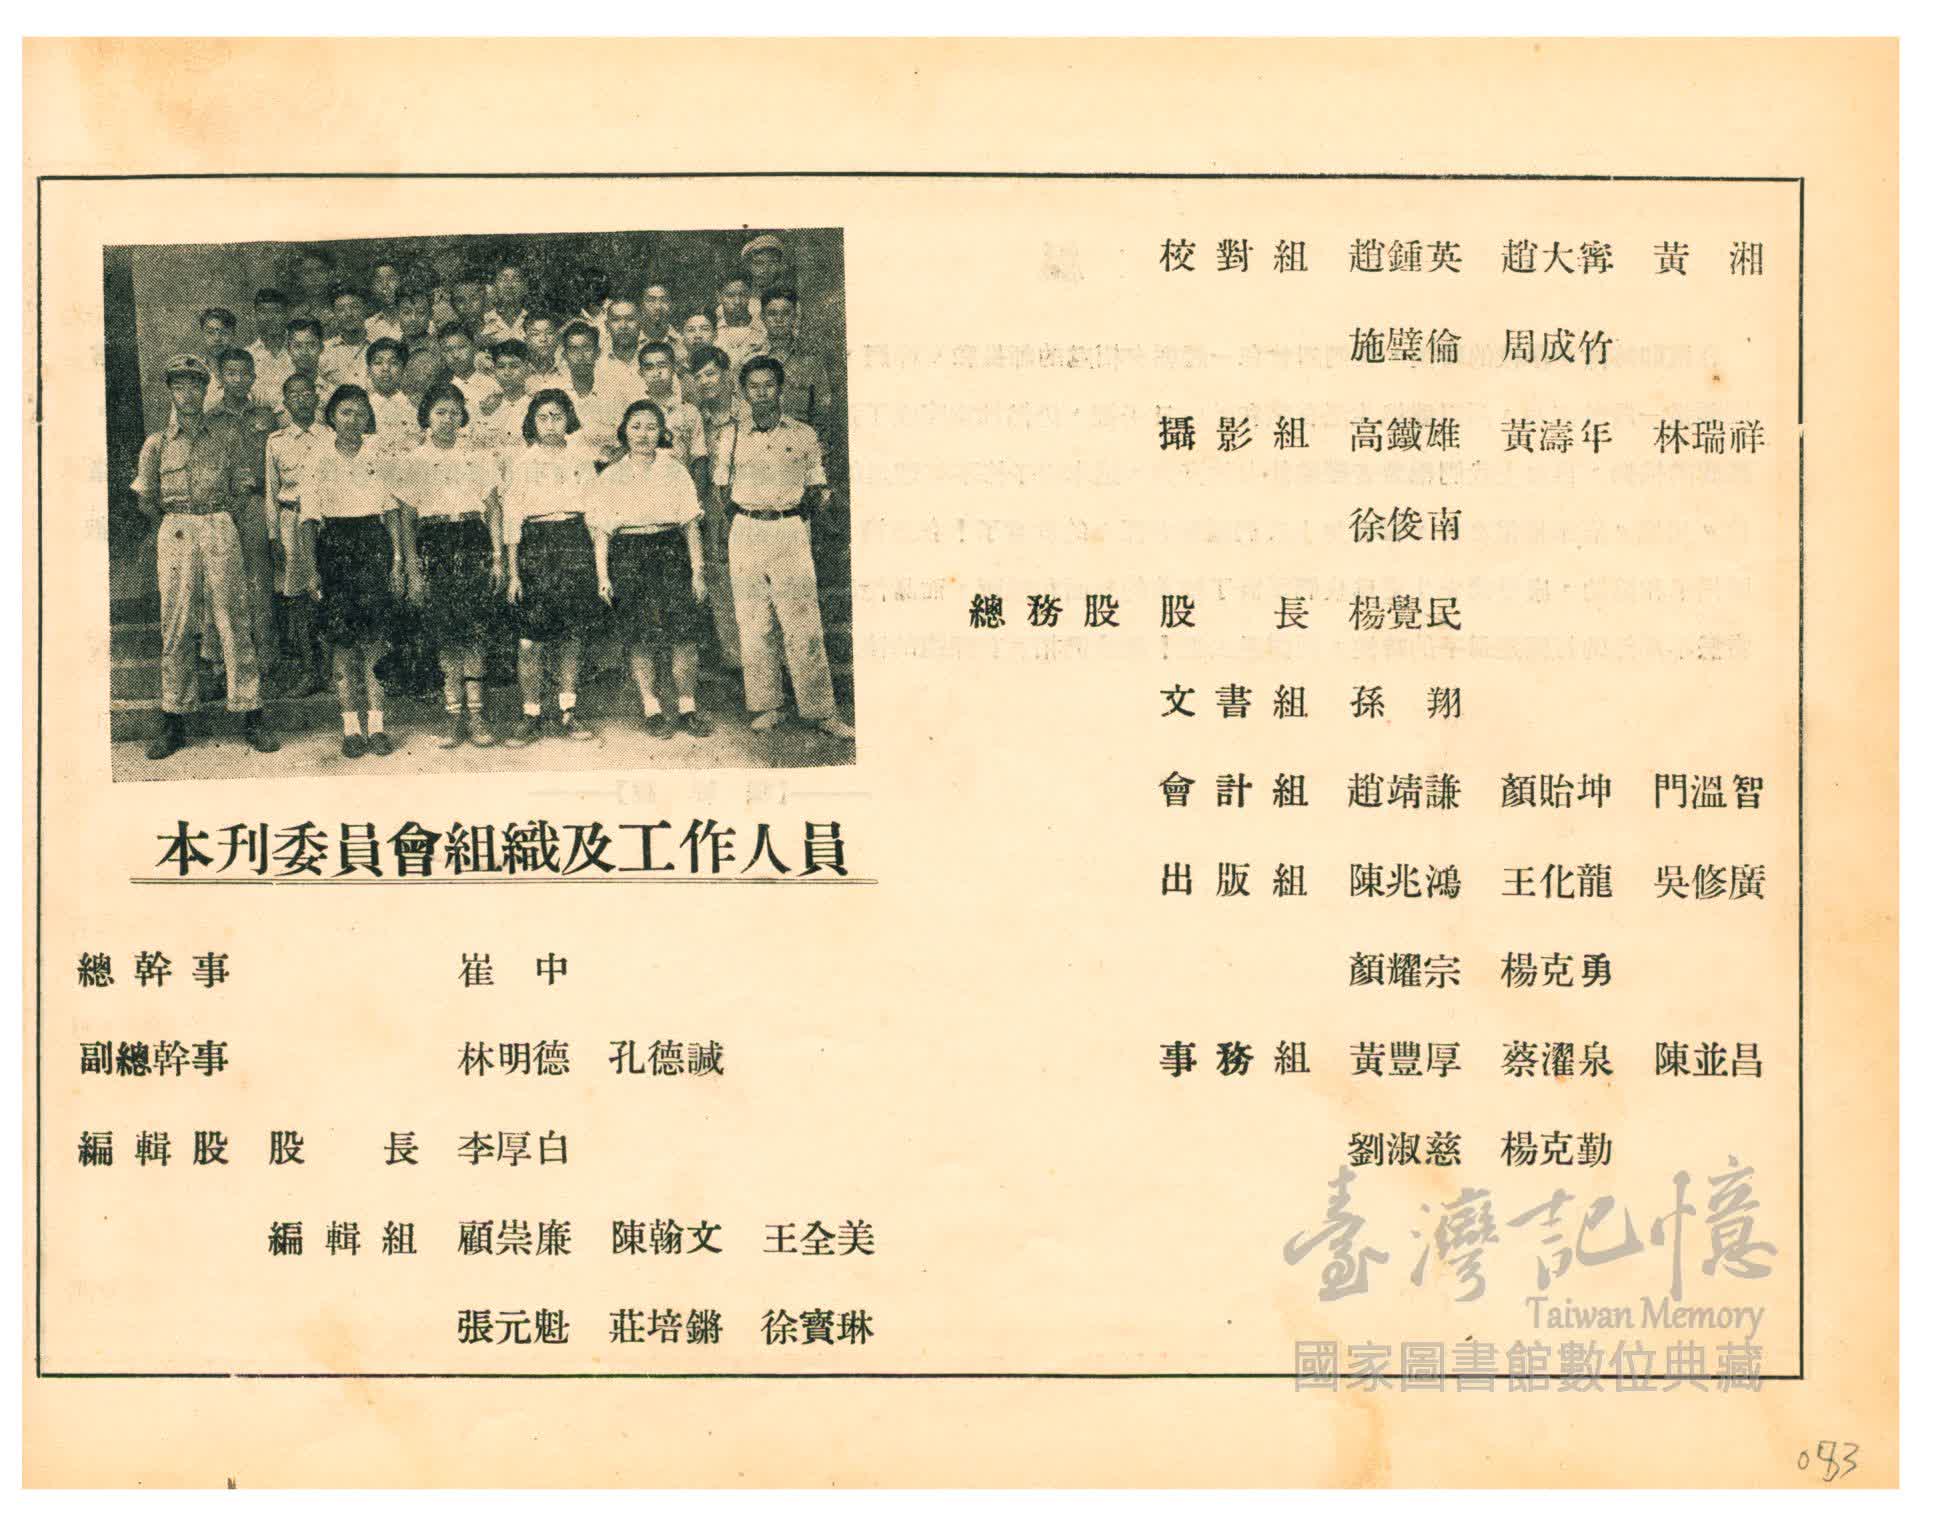 本刊委員會組織及工作人員
總幹事 崔中
副總幹事 林明德 孔德諴
編輯股 股長 李厚白
編輯組 顧崇廉 陳翰文 王全美
張元魁 莊培鏘 徐寳琳
校對組 趙鍾英 趙大寗 黃湘
施璧倫 周成竹
攝影組 高鐵雄 黃濤年 林瑞祥
徐俊南
總務股 股長 楊覺民
文書組 孫翔
會計組 趙靖謙 顏貽坤 門溫智
出版組 陳兆鴻 王化龍 吳修廣
顏耀宗 楊克勇
事務組 黃豐厚 蔡濯泉 陳並昌
劉淑慈 楊克勤
臺灣記憶
Taiwan Memory
國家圖書館數位典藏